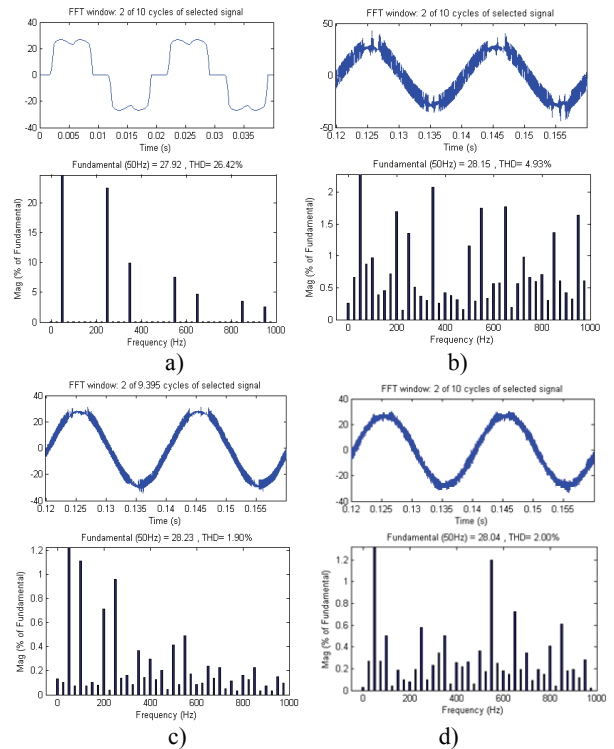 FFT window: 2 of 10 cycles of selected signal
40
20
0
-20
-40
0 0.005 0.01 0.015 0.02 0.025 0.03 0.035
Time (s)
Fundamental (50Hz) = 27.92 , THD= 26.42%
Mag (% of Fundamental)
20
15
10
5
0
0 200 400 600 800 1000
Frequency (Hz)
a)
FFT window: 2 of 10 cycles of selected signal
50
0
-50
0.12 0.125 0.13 0.135 0.14 0.145 0.15 0.155
Time (s)
Fundamental (50Hz) = 28.15 , THD= 4.93%
Mag (% of Fundamental)
2
1.5
1
0.5
0
0 200 400 600 800 1000
Frequency (Hz)
b)
FFT window: 2 of 9.395 cycles of selected signal
40
20
0
-20
-40
0.12 0.125 0.13 0.135 0.14 0.145 0.15 0.155
Time (s)
Fundamental (50Hz) = 28.23 , THD= 1.90%
Mag (% of Fundamental)
1.2
1
0.8
0.6
0.4
0.2
0
0 200 400 600 800 1000
Frequency (Hz)
c)
FFT window: 2 of 10 cycles of selected signal
40
20
0
-20
-40
0.12 0.125 0.13 0.135 0.14 0.145 0.15 0.155
Time (s)
Fundamental (50Hz) = 28.04 , THD= 2.00%
Mag (% of Fundamental)
1.2
1
0.8
0.6
0.4
0.2
0
0 200 400 600 800 1000
Frequency (Hz)
d)